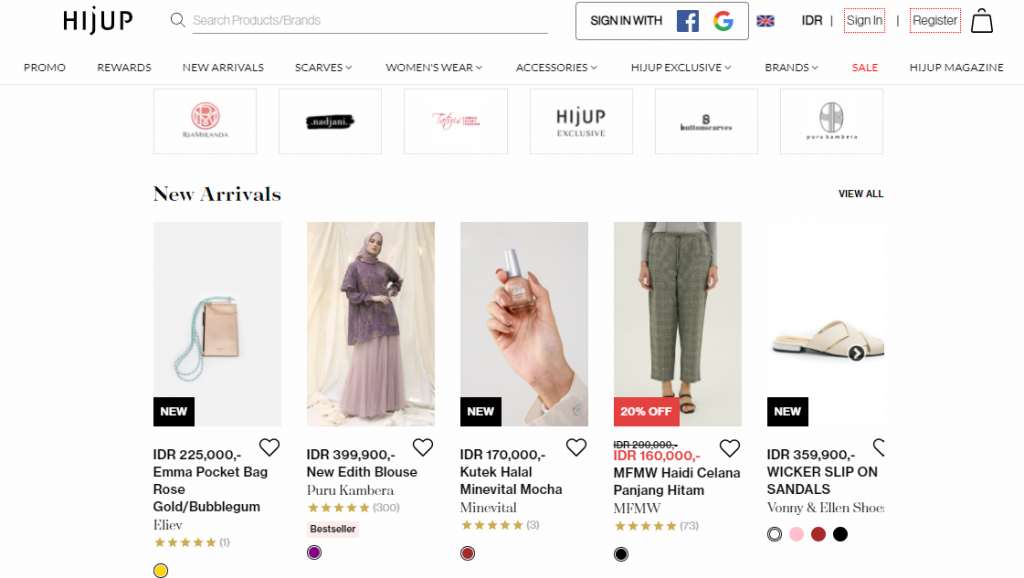 HIJUP
Search Products/Brands
SIGN IN WITH
IDR | Sign In | Register
PROMO REWARDS NEW ARRIVALS SCARVES WOMEN'S WEAR ACCESSORIES HIJUP EXCLUSIVE BRANDS SALE HIJUP MAGAZINE
RIAMIRANDA
.nadjani.
HIJUP
EXCLUSIVE
buttonscarves
puru kambera
New Arrivals
VIEW ALL
NEW
IDR 225,000,-
Emma Pocket Bag
Rose
Gold/Bubblegum
Eliev
(1)
IDR 399,900,-
New Edith Blouse
Puru Kambera
(300)
Bestseller
NEW
IDR 170,000,-
Kutek Halal
Minevital Mocha
Minevital
(3)
20% OFF
IDR 200,000,-
IDR 160,000,-
MFMW Haidi Celana
Panjang Hitam
MFMW
(73)
NEW
IDR 359,900,-
WICKER SLIP ON
SANDALS
Vonny & Ellen Shoes